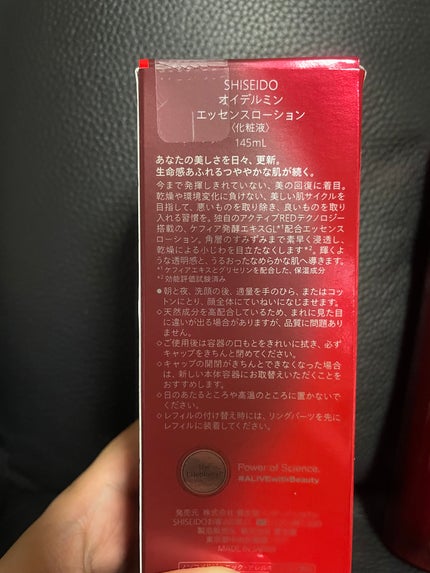 SHISEIDO
オイデルミン
エッセンスローション
〈化粧液〉
145mL
あなたの美しさを日々、更新。
生命感あふれるつややかな肌が続く。
今まで発揮しきれていない、美の回復に着目。
乾燥や環境変化に負けない、美しい肌サイクルを
目指して、悪いものを取り除き、良いものを取り
入れる習慣を。独自のアクティブREDテクノロジー
搭載の、ケフィア発酵エキスGL*¹配合エッセンス
ローション。角層のすみずみまで素早く浸透し、
乾燥による小じわを目立たなくします*²。輝くよ
うな透明感と、うるおったなめらかな肌へ導きます。
*¹ ケフィアエキスとグリセリンを配合した、保湿成分
*² 効能評価試験済み
●朝と夜、洗顔の後、適量を手のひら、またはコッ
トンにとり、顔全体にていねいになじませます。
○天然成分を高配合しているため、まれに見た目
に違いが出る場合がありますが、品質に問題あり
ません。
○ご使用後は容器の口もとをきれいに拭き、必ず
キャップをきちんと閉めてください。
○キャップの開閉がきちんとできなくなった場合
は、新しい本体容器にお取替えいただくことを
おすすめします。
○日のあたるところや高温のところに置かないで
ください。
○レフィルの付け替え時には、リングパーツを先に
レフィルに装着してください。
Power of Science.
#ALIVEwithBeauty
発売元 株式会社 資生堂
SHISEIDOお客さま窓口
MADE IN JAPAN